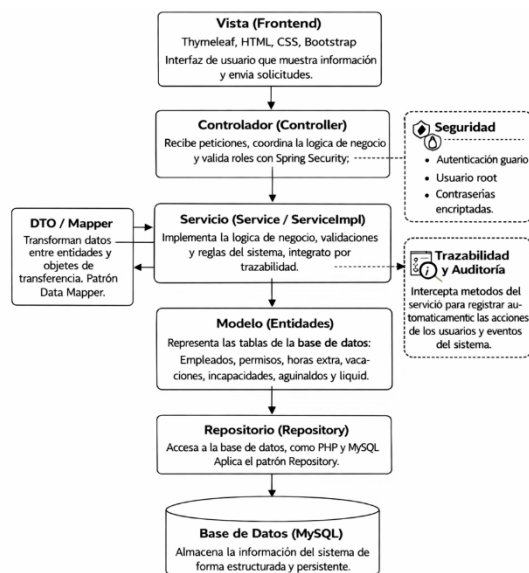 Vista (Frontend)
Thymeleaf, HTML, CSS, Bootstrap
Interfaz de usuario que muestra información
y envia solicitudes.
Controlador (Controller)
Recibe peticiones, coordina la logica de negocio
y valida roles con Spring Security;
Seguridad
• Autenticación guario
• Usuario root
• Contraserías
encriptadas.
DTO / Mapper
Transforman datos
entre entidades y
objetes de
transferencia. Patrón
Data Mapper.
Servicio (Service / ServiceImpl)
Implementa la logica de negocio, validaciones
y reglas del sistema, integrato por
trazabilidad.
Trazabilidad
y Auditoría
Intercepta metodos del
servició para registrar au-
tomaticamentic las acciones
de los usuarios y eventos
del sistema.
Modelo (Entidades)
Representa las tablas de la base de datos:
Empleados, permisos, horas extra, vaca-
ciones, incapacidades, aguinaldos y liquid.
Repositorio (Repository)
Accesa a la base de datos, como PHP y MySQL
Aplica el patrón Repository.
Base de Datos (MySQL)
Almacena la información del sistema de
forma estructurada y persistente.